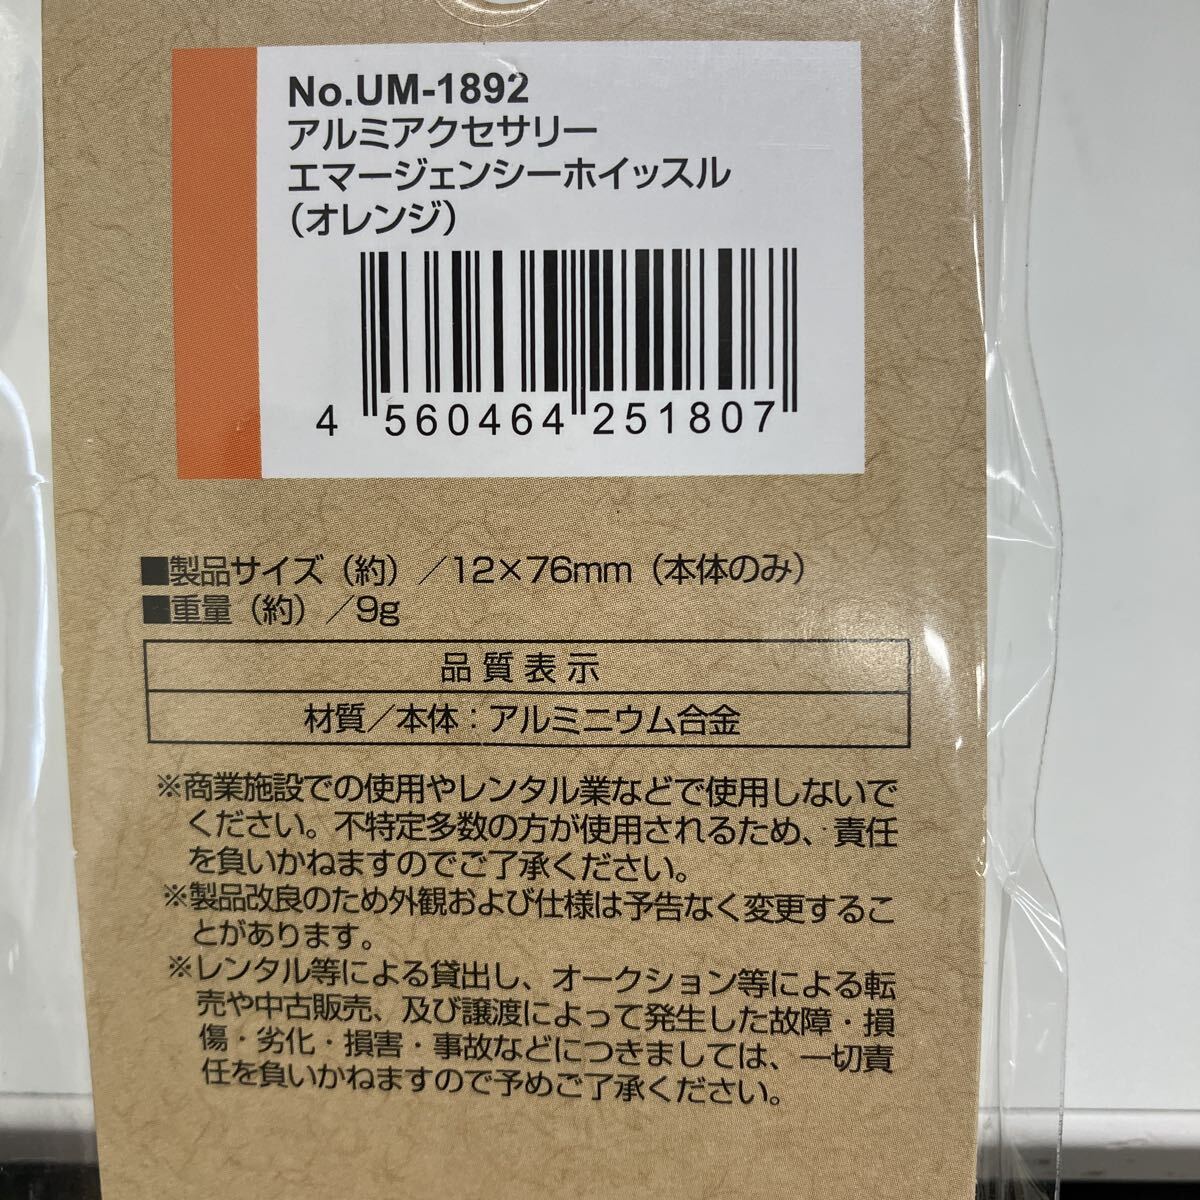 No.UM-1892
アルミアクセサリー
エマージェンシーホイッスル
（オレンジ）
4 560464 251807
■製品サイズ（約）／12×76mm（本体のみ）
■重量（約）／9g
品質表示
材質／本体：アルミニウム合金
※商業施設での使用やレンタル業などで使用しないで
ください。不特定多数の方が使用されるため、責任
を負いかねますのでご了承ください。
※製品改良のため外観および仕様は予告なく変更するこ
とがあります。
※レンタル等による貸出し、オークション等による転
売や中古販売、及び譲渡によって発生した故障・損
傷・劣化・損害・事故などにつきましては、一切責
任を負いかねますので予めご了承ください。